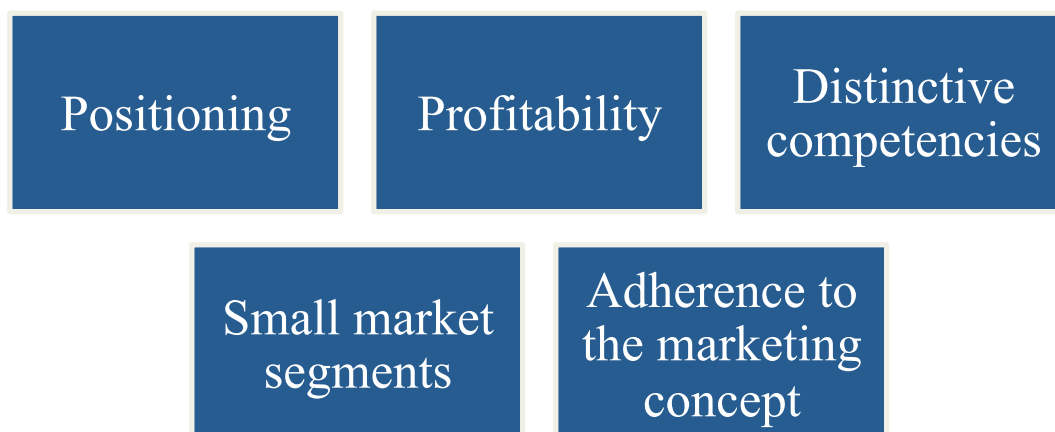 Positioning
Profitability
Distinctive
competencies
Small market
segments
Adherence to
the marketing
concept